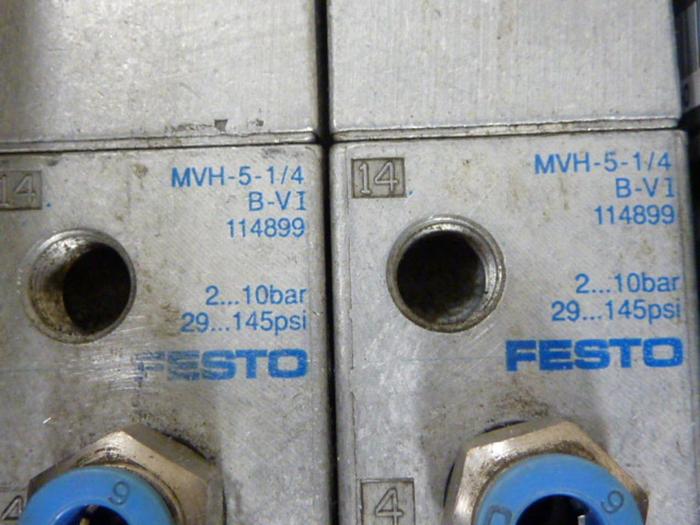 14
MVH-5-1/4
B-VI
114899
2...10bar
29...145psi
FESTO
4
6
14
MVH-5-1/4
B-VI
114899
2...10bar
29...145psi
FESTO
4